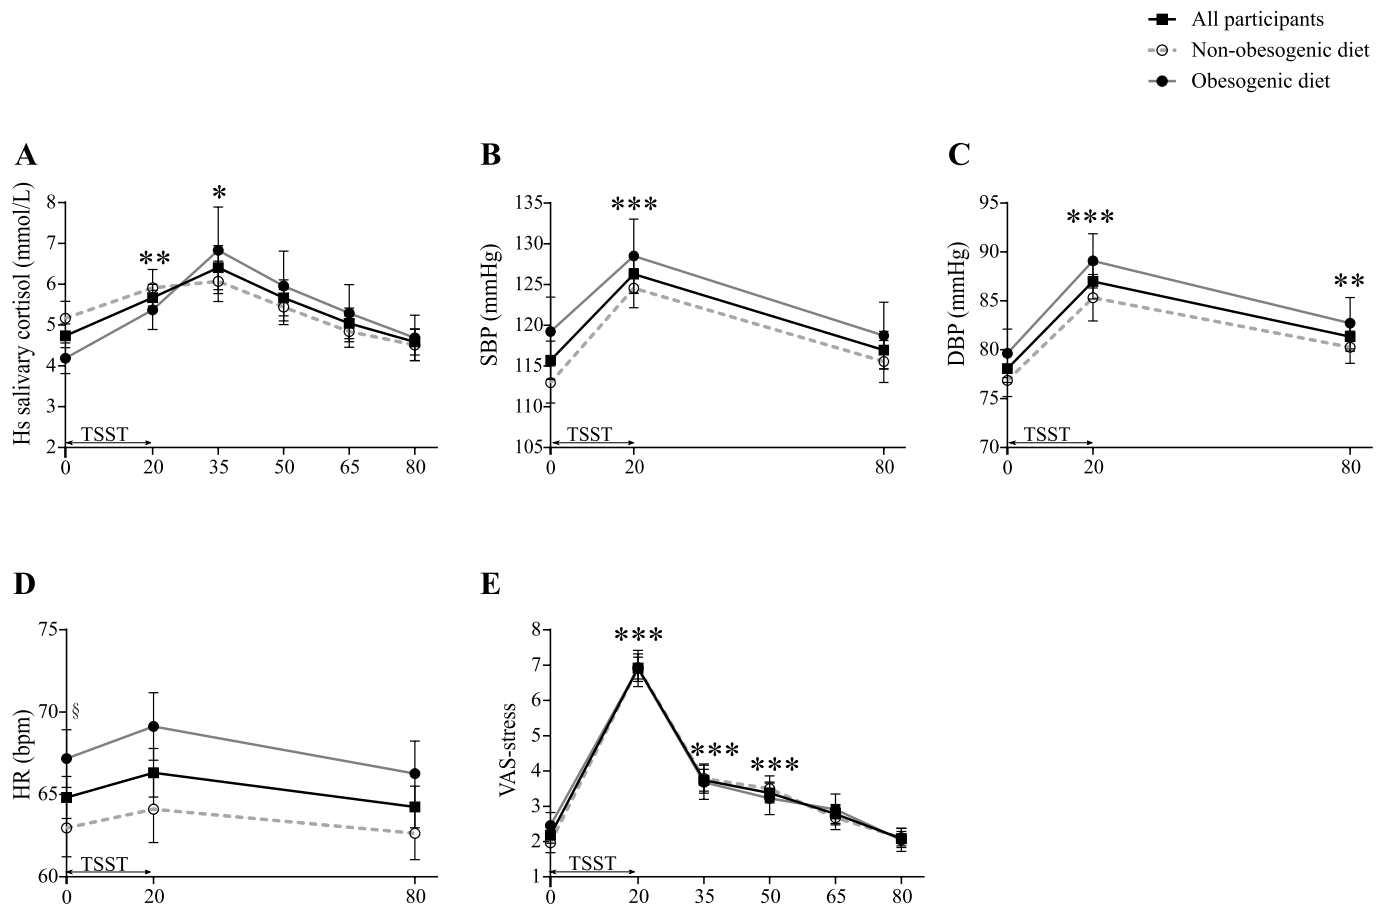 All participants
Non-obesogenic diet
Obesogenic diet
A
Hs salivary cortisol (mmol/L)
8
7
6
5
4
3
2
**
*
TSST
0 20 35 50 65 80
B
SBP (mmHg)
135
130
125
120
115
110
105
***
TSST
0 20 80
C
DBP (mmHg)
95
90
85
80
75
70
***
**
TSST
0 20 80
D
HR (bpm)
75
70
65
60
§
TSST
0 20 80
E
VAS-stress
8
7
6
5
4
3
2
1
***
***
***
TSST
0 20 35 50 65 80